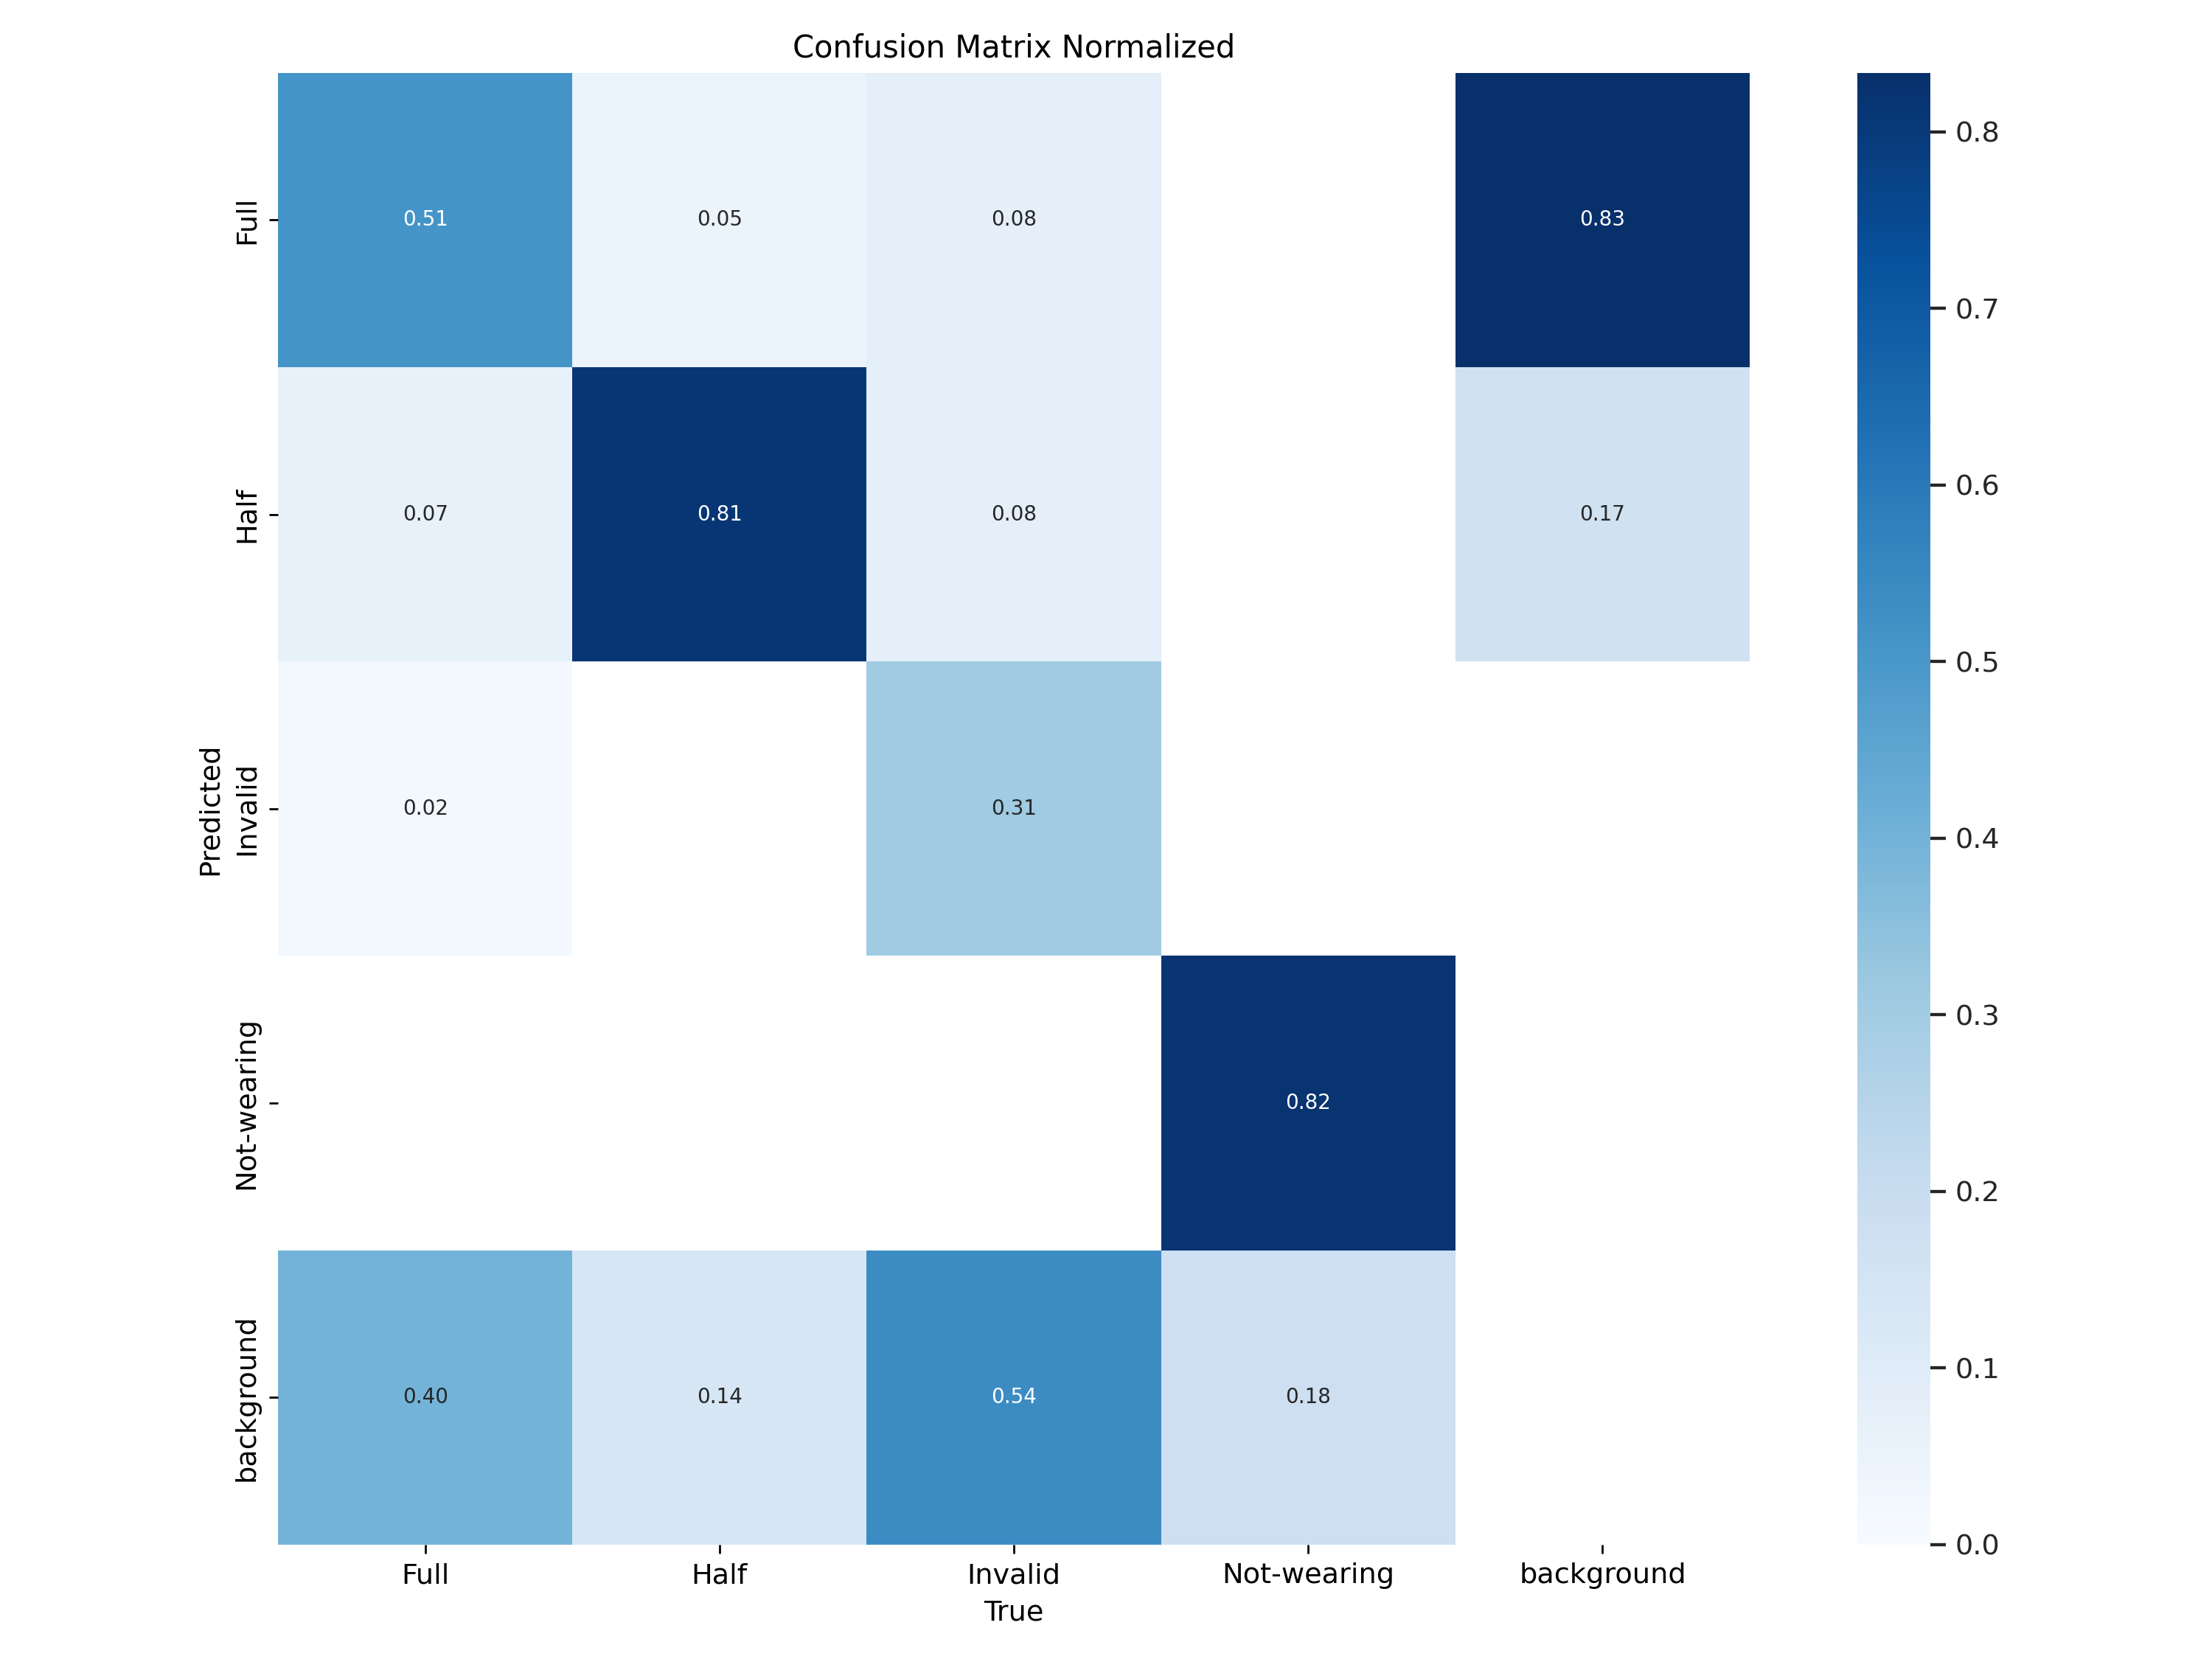 Confusion Matrix Normalized
Full
0.51
0.05
0.08
0.83
Half
0.07
0.81
0.08
0.17
Invalid
0.02
0.31
Not-wearing
0.82
background
0.40
0.14
0.54
0.18
Predicted
Full
Half
Invalid
Not-wearing
background
True
0.8
0.7
0.6
0.5
0.4
0.3
0.2
0.1
0.0